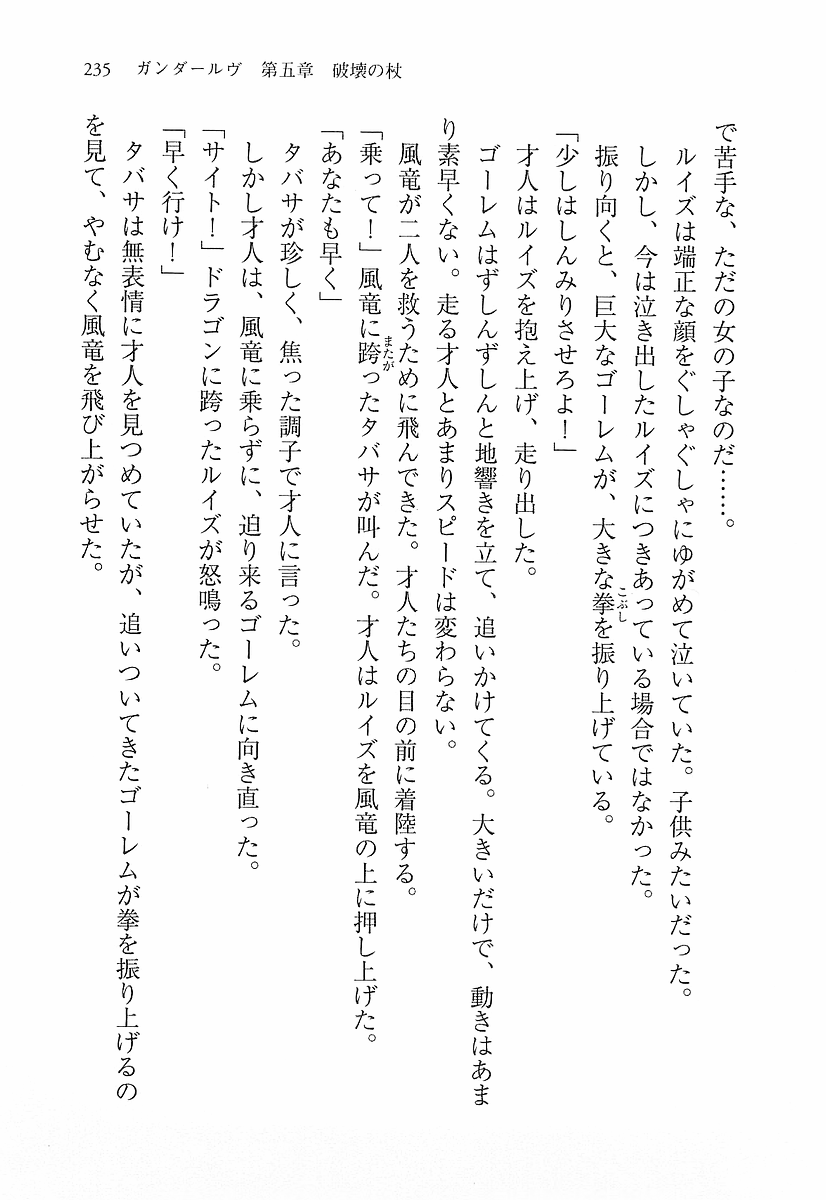 235　ガンダールヴ　第五章　破壊の杖
で苦手な、ただの女の子なのだ……。
　ルイズは端正な顔をぐしゃぐしゃにゆがめて泣いていた。子供みたいだった。
　しかし、今は泣き出したルイズにつきあっている場合ではなかった。
　振り向くと、巨大なゴーレムが、大きな拳を振り上げている。
こぶし
「少しはしんみりさせろよ！」
　才人はルイズを抱え上げ、走り出した。
　ゴーレムはずしんずしんと地響きを立て、追いかけてくる。大きいだけで、動きはあま
り素早くない。走る才人とあまりスピードは変わらない。
　風竜が二人を救うために飛んできた。才人たちの目の前に着陸する。
「乗って！」風竜に跨ったタバサが叫んだ。才人はルイズを風竜の上に押し上げた。
またが
「あなたも早く」
　タバサが珍しく、焦った調子で才人に言った。
　しかし才人は、風竜に乗らずに、迫り来るゴーレムに向き直った。
「サイト！」ドラゴンに跨ったルイズが怒鳴った。
「早く行け！」
　タバサは無表情に才人を見つめていたが、追いついてきたゴーレムが拳を振り上げるの
を見て、やむなく風竜を飛び上がらせた。